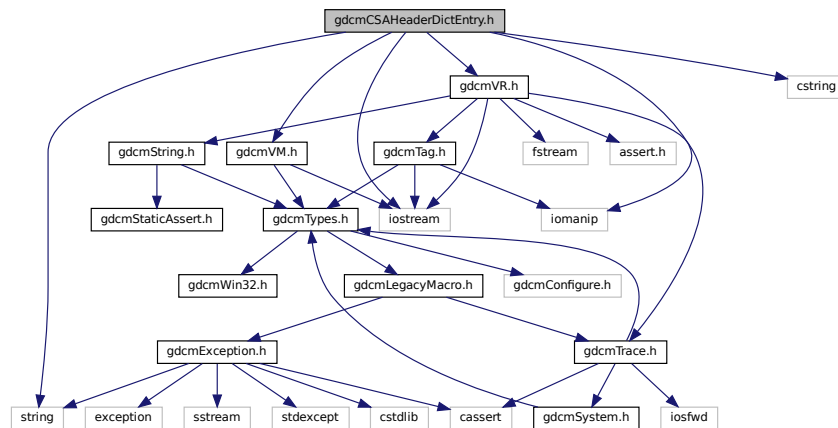 gdcmCSAHeaderDictEntry.h
gdcmVR.h
cstring
gdcmString.h
gdcmVM.h
gdcmTag.h
fstream
assert.h
gdcmStaticAssert.h
gdcmTypes.h
iostream
iomanip
gdcmWin32.h
gdcmLegacyMacro.h
gdcmConfigure.h
gdcmException.h
gdcmTrace.h
string
exception
sstream
stdexcept
cstdlib
cassert
gdcmSystem.h
iosfwd